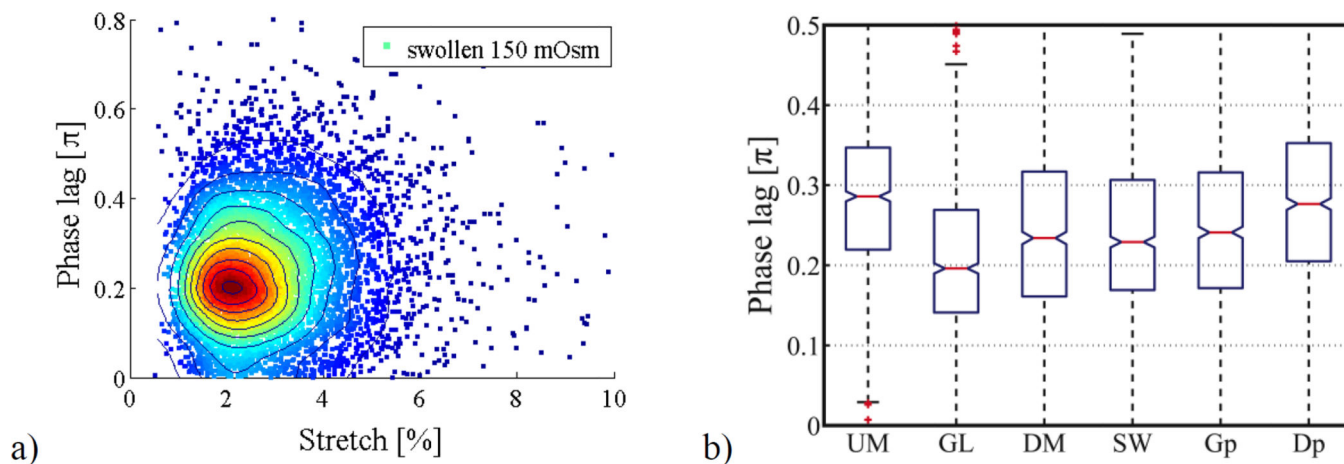 0.8
0.6
0.4
0.2
0
Phase lag [π]
swollen 150 mOsm
0 2 4 6 8 10
Stretch [%]
a)
0.5
0.4
0.3
0.2
0.1
0
Phase lag [π]
UM GL DM SW Gp Dp
b)